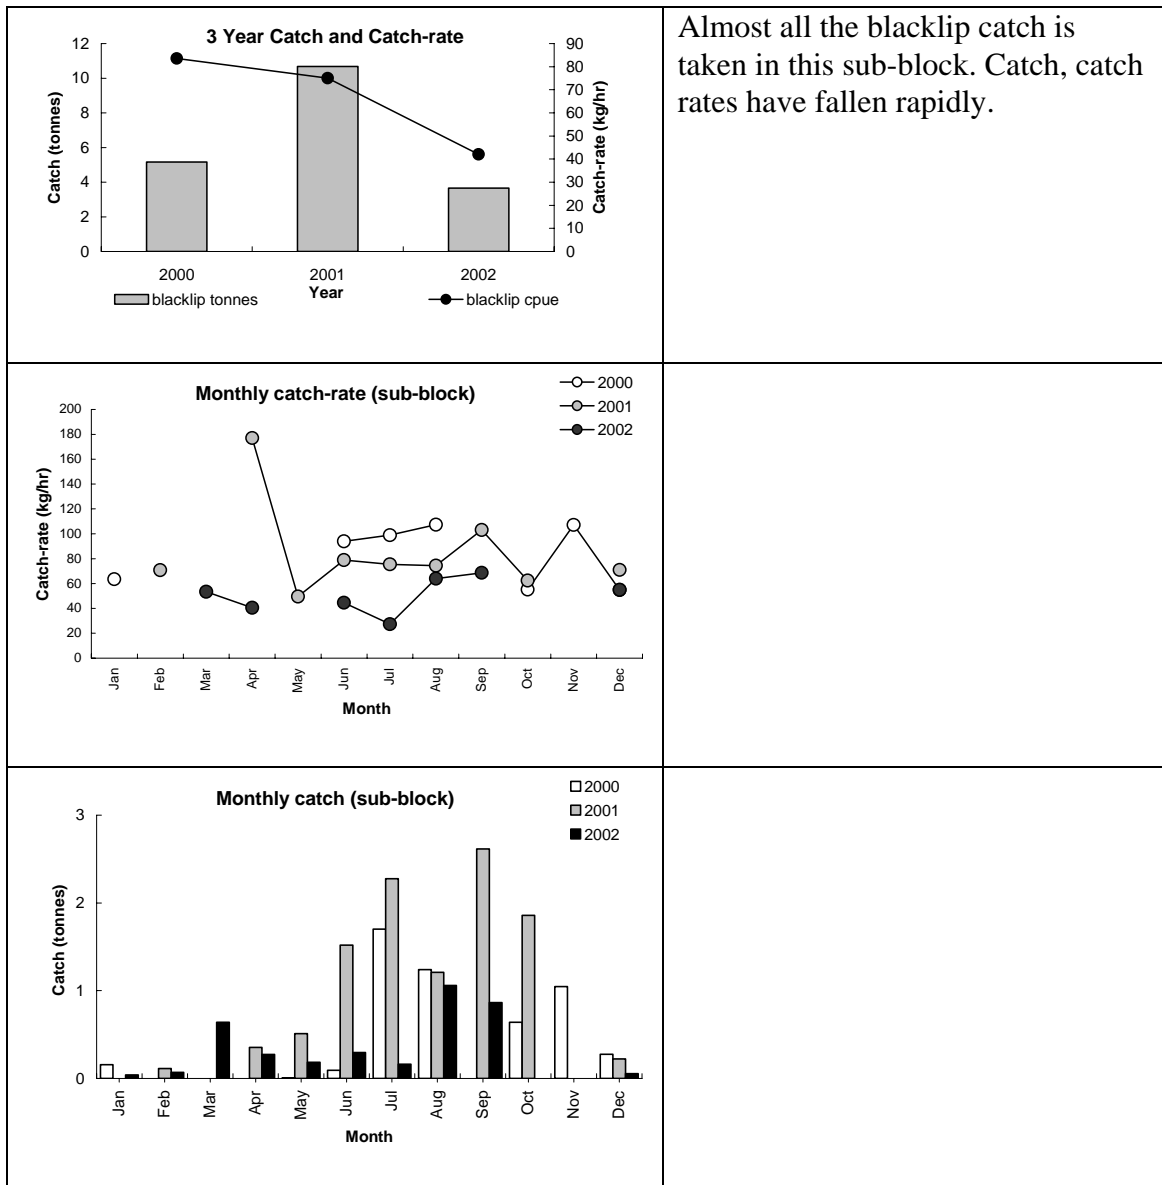 3 Year Catch and Catch-rate
12
10
8
6
4
2
0
Catch (tonnes)
90
80
70
60
50
40
30
20
10
0
Catch-rate (kg/hr)
2000 2001 2002
Year
blacklip tonnes
blacklip cpue
Almost all the blacklip catch is
taken in this sub-block. Catch, catch
rates have fallen rapidly.
Monthly catch-rate (sub-block)
2000
2001
2002
200
180
160
140
120
100
80
60
40
20
0
Catch-rate (kg/hr)
Jan Feb Mar Apr May Jun Jul Aug Sep Oct Nov Dec
Month
Monthly catch (sub-block)
2000
2001
2002
3
2
1
0
Catch (tonnes)
Jan Feb Mar Apr May Jun Jul Aug Sep Oct Nov Dec
Month